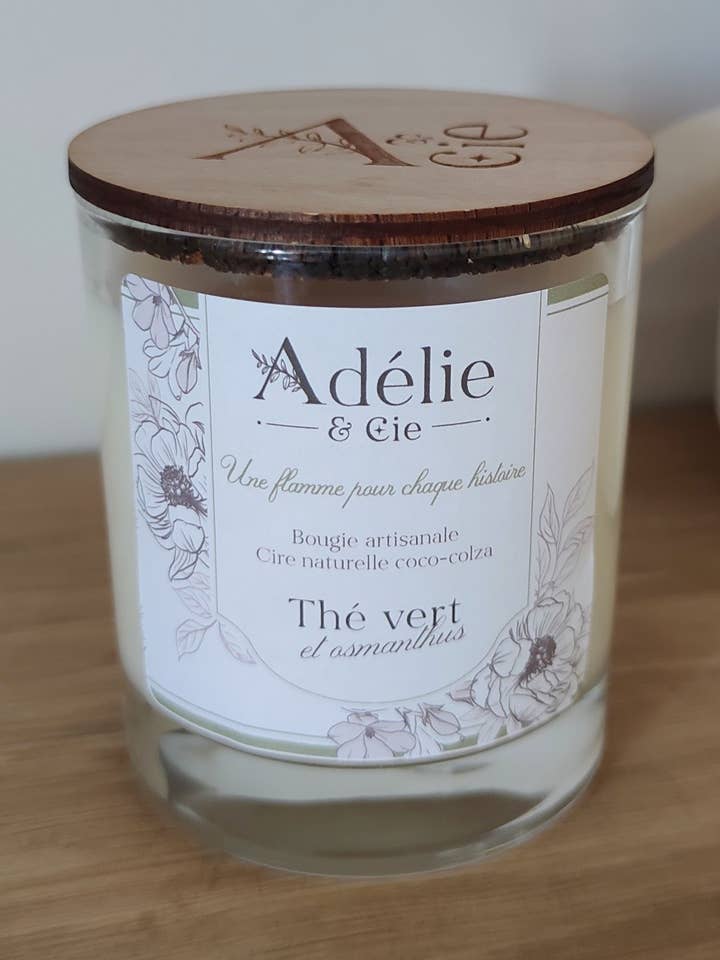 A & Cie
Adélie
& Cie
Une flamme pour chaque histoire
Bougie artisanale
Cire naturelle coco-colza
Thé vert
et osmanthus